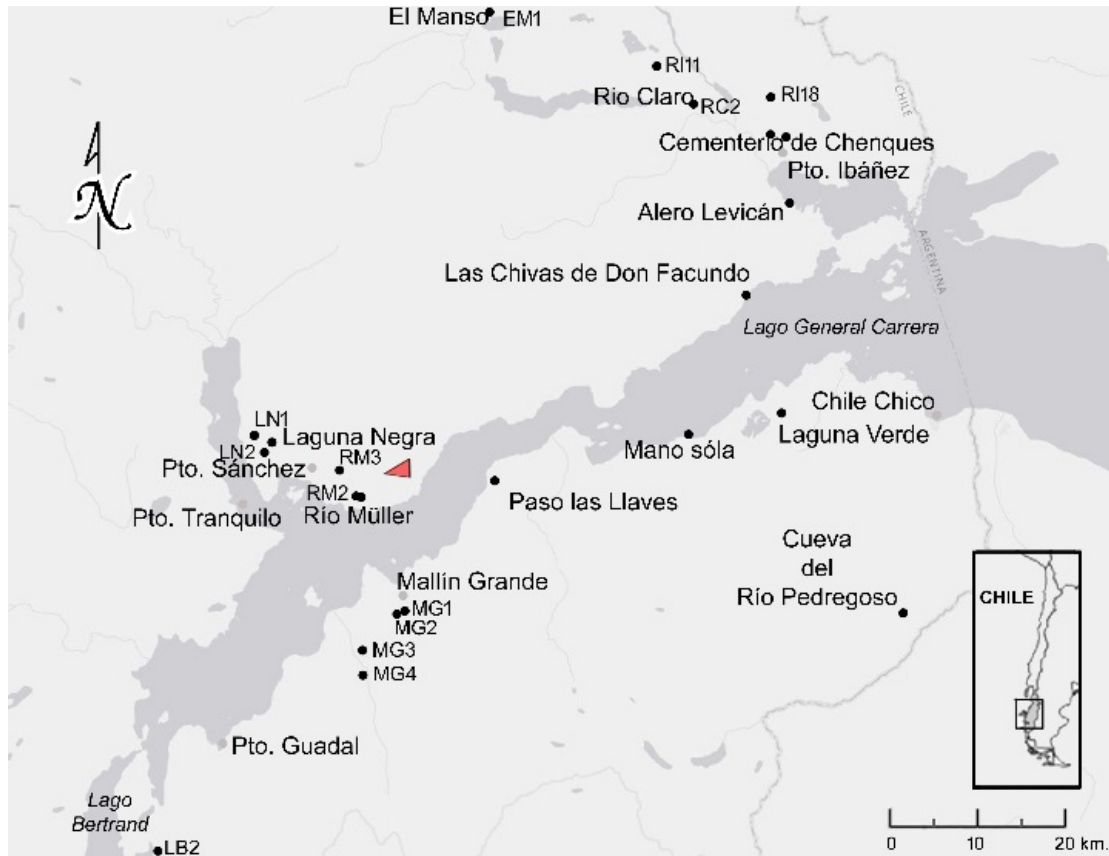 El Manso
EM1
RI11
Rio Claro
RC2
RI18
CHILE
Cementerio de Chenques
Pto. Ibáñez
N
Alero Levicán
ARGENTINA
Las Chivas de Don Facundo
Lago General Carrera
Chile Chico
LN1
Laguna Negra
LN2
RM3
Mano sóla
Laguna Verde
Pto. Sánchez
RM2
Río Müller
Paso las Llaves
Pto. Tranquilo
Cueva
del
Río Pedregoso
Mallín Grande
MG1
MG2
MG3
MG4
CHILE
Pto. Guadal
Lago
Bertrand
LB2
0 10 20 km.